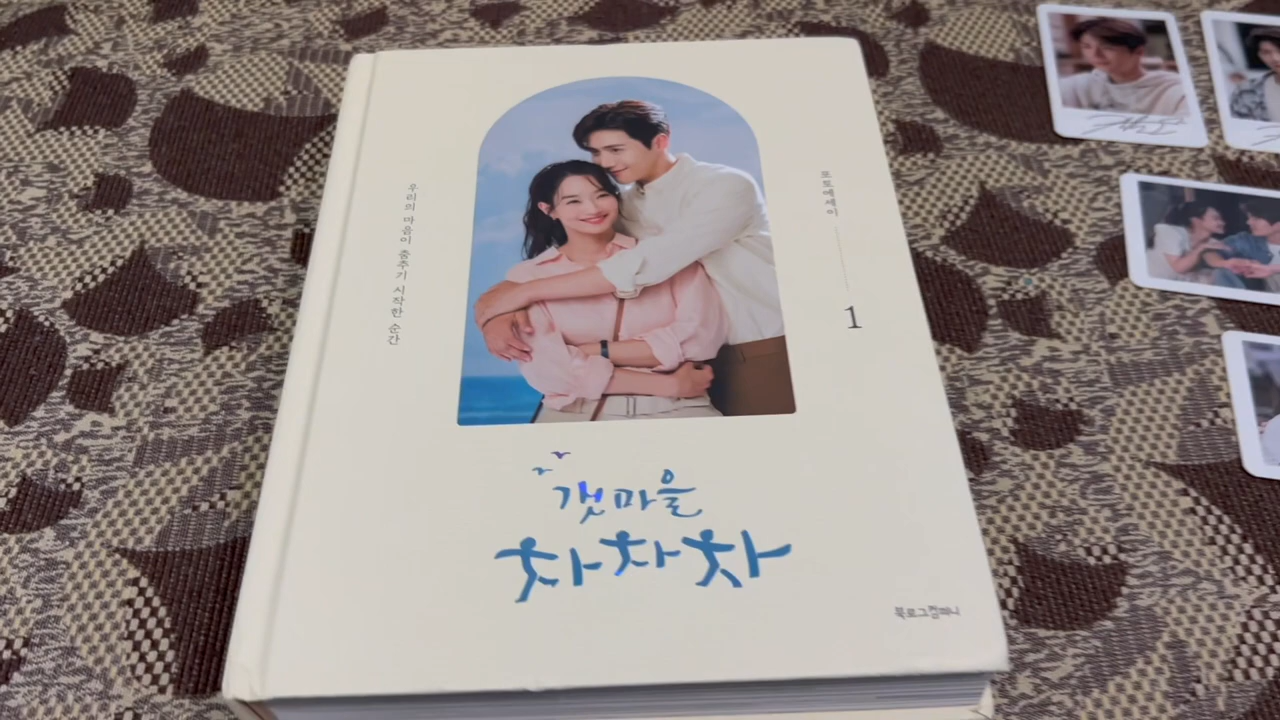 우리의 마음이 춤추기 시작한 순간
포토에세이
1
갯마을
차차차
북로그컴퍼니